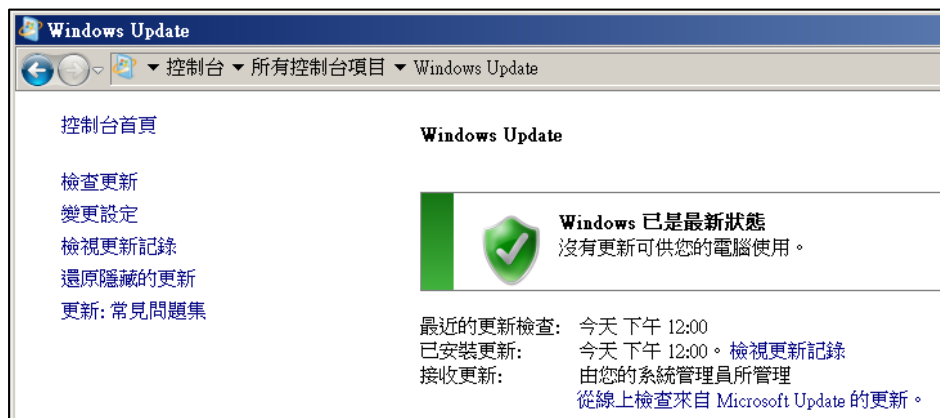 Windows Update
控制台 所有控制台項目 Windows Update
控制台首頁
檢查更新
變更設定
檢視更新記錄
還原隱藏的更新
更新: 常見問題集
Windows Update
Windows 已是最新狀態
沒有更新可供您的電腦使用。
最近的更新檢查: 今天 下午 12:00
已安裝更新: 今天 下午 12:00。檢視更新記錄
接收更新: 由您的系統管理員所管理
從線上檢查來自 Microsoft Update 的更新。